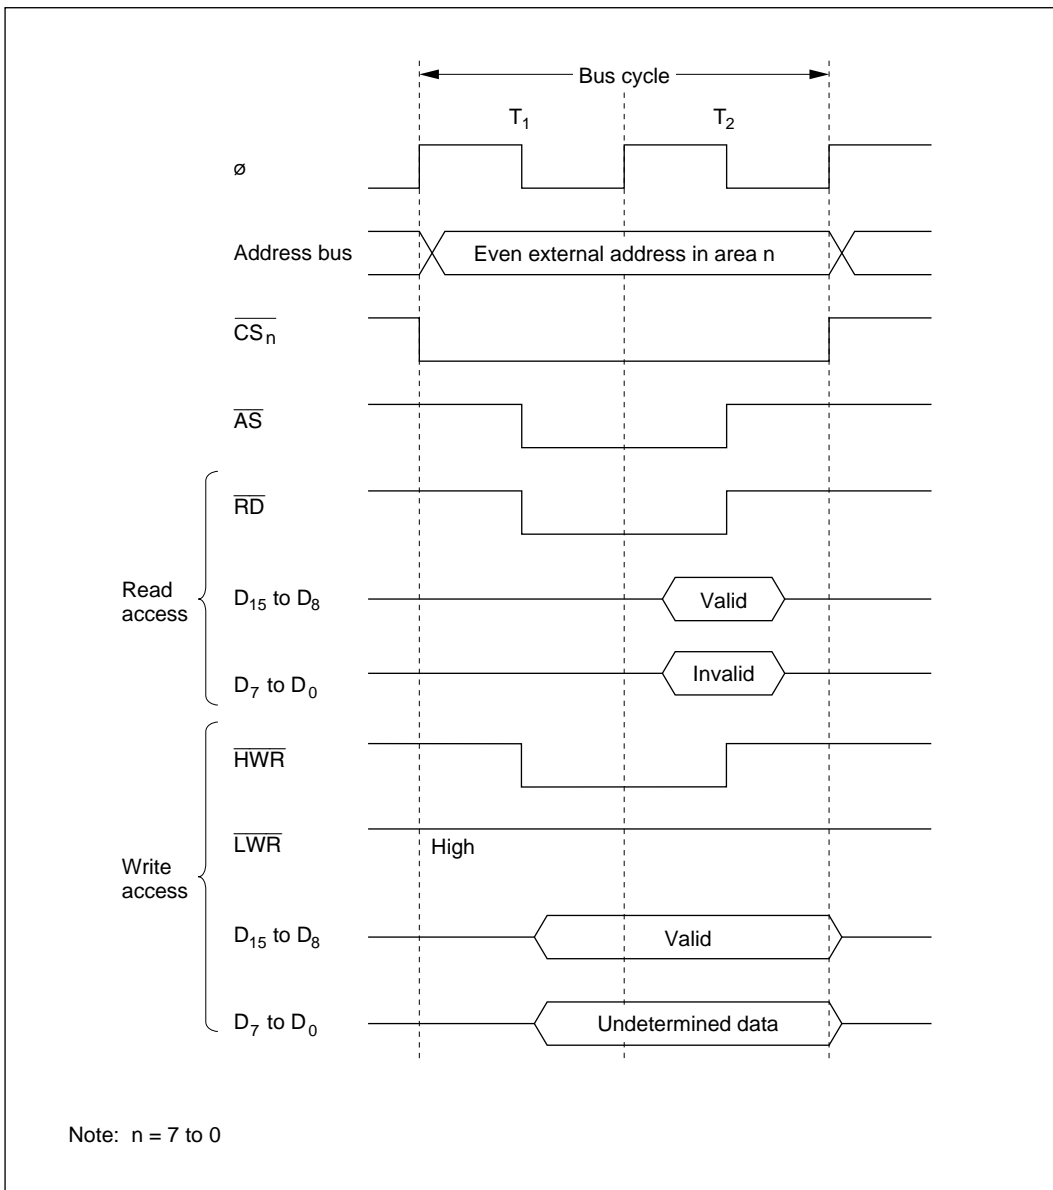 Bus cycle
T1 T2
ø
Address bus Even external address in area n
CSn
AS
RD
Read access
D15 to D8 Valid
D7 to D0 Invalid
HWR
LWR High
Write access
D15 to D8 Valid
D7 to D0 Undetermined data
Note: n = 7 to 0